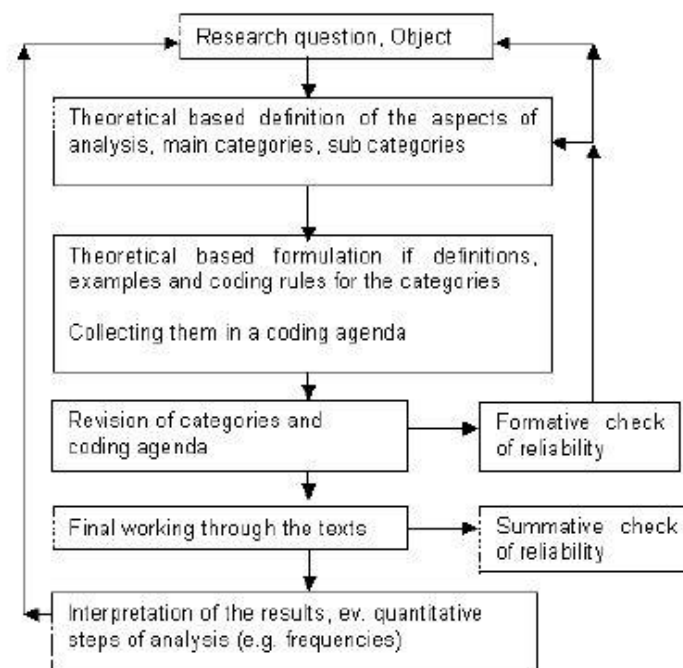 Research question, Object
Theoretical based definition of the aspects of
analysis, main categories, sub categories
Theoretical based formulation if definitions,
examples and coding rules for the categories
Collecting them in a coding agenda
Revision of categories and
coding agenda
Formative check
of reliability
Final working through the texts
Summative check
of reliability
Interpretation of the results, ev. quantitative
steps of analysis (e.g. frequencies)